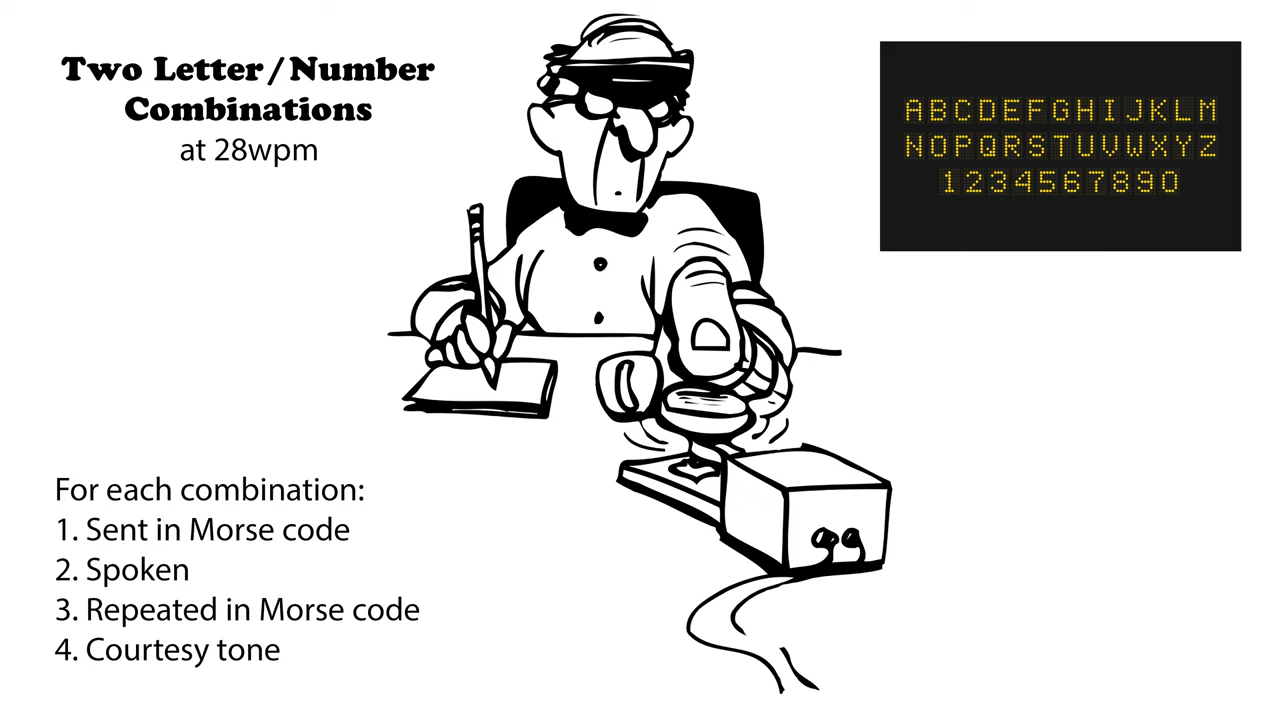 Two Letter/Number
Combinations
at 28wpm
ABCDEFGHIJKLM
NOPQRSTUVWXYZ
1234567890
For each combination:
1. Sent in Morse code
2. Spoken
3. Repeated in Morse code
4. Courtesy tone